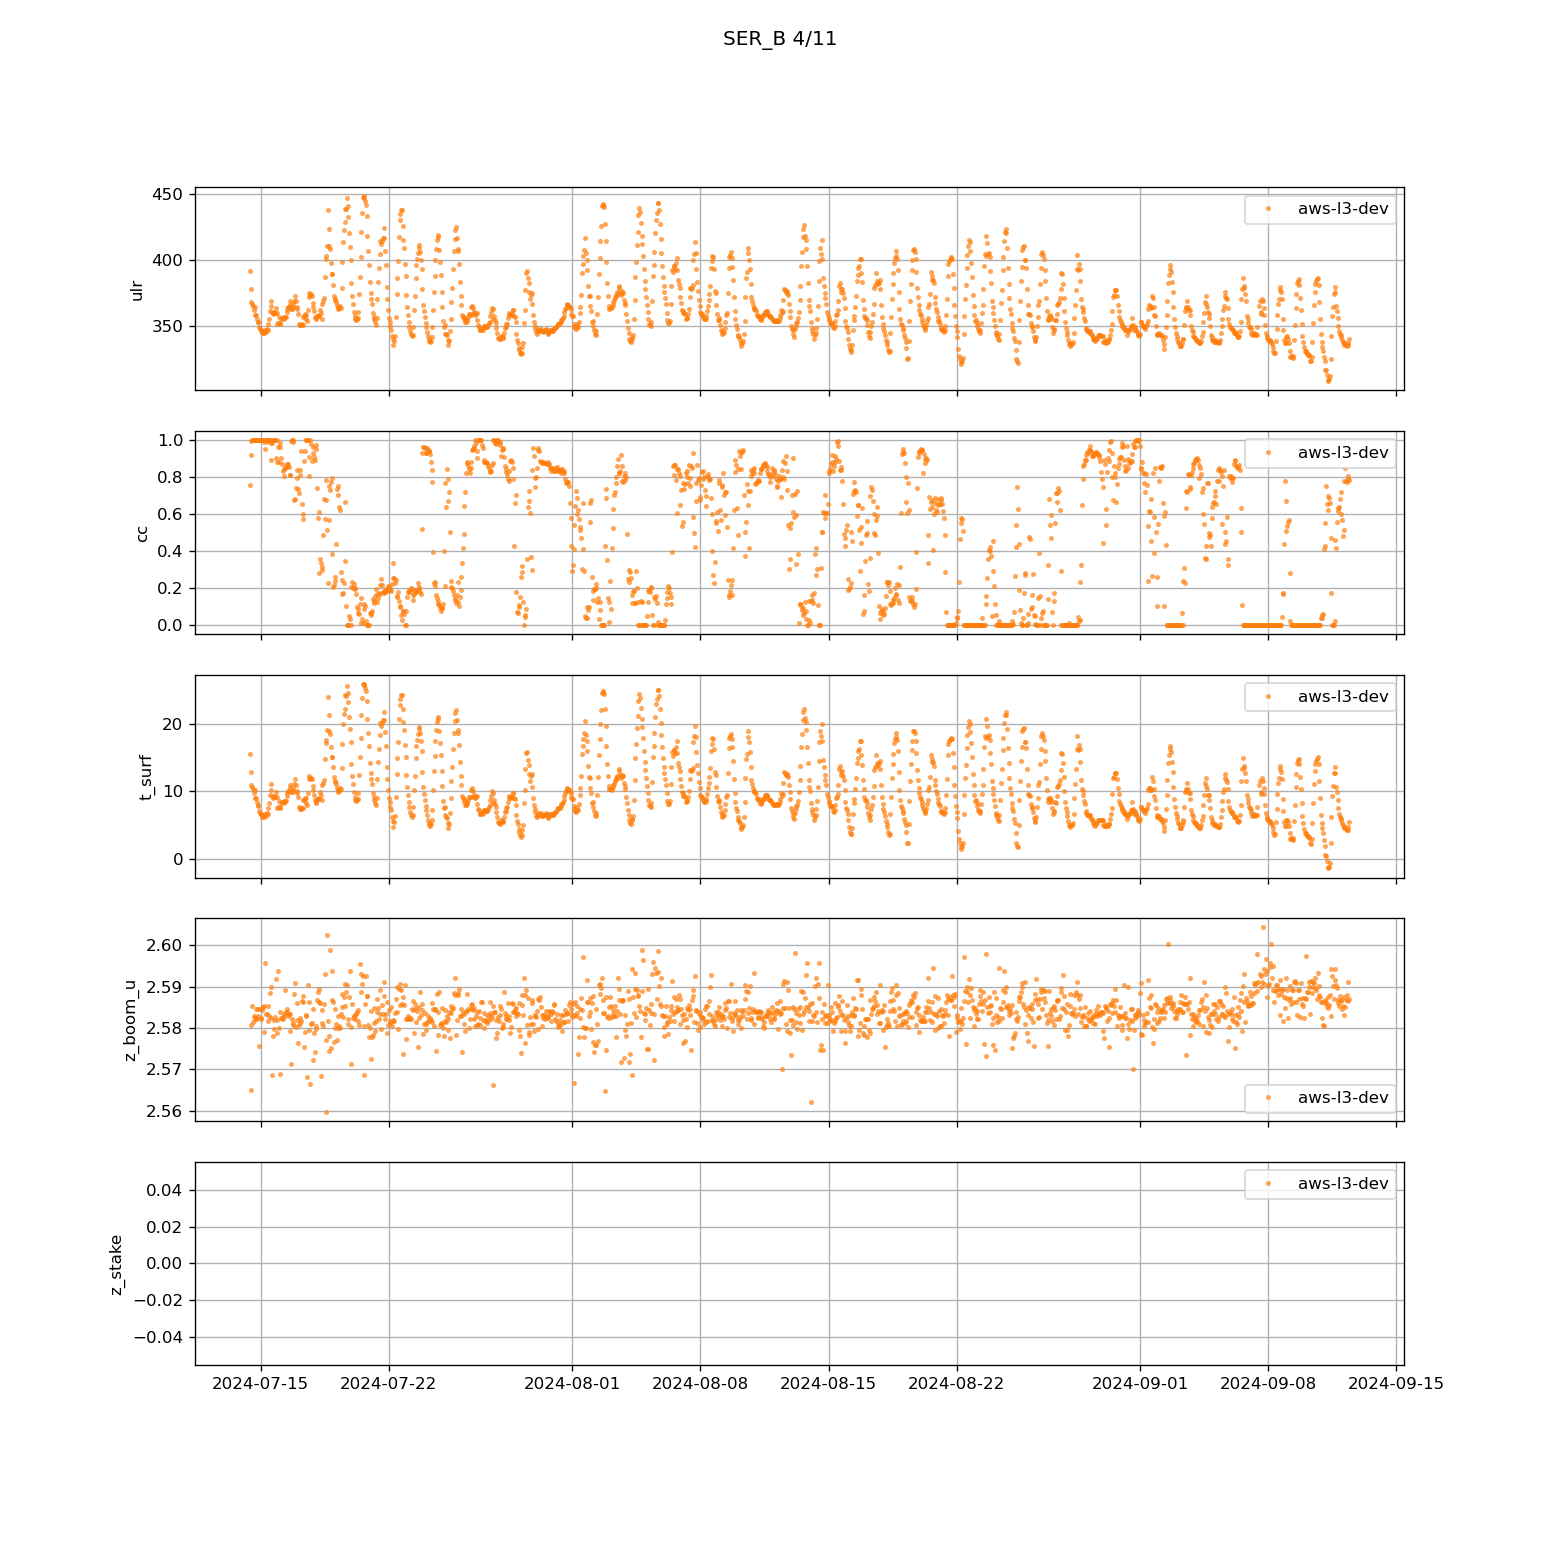 SER_B 4/11
450
400
350
ulr
aws-l3-dev
1.0
0.8
0.6
0.4
0.2
0.0
cc
aws-l3-dev
20
10
0
t_surf
aws-l3-dev
2.60
2.59
2.58
2.57
2.56
z_boom_u
aws-l3-dev
0.04
0.02
0.00
−0.02
−0.04
z_stake
aws-l3-dev
2024-07-15 2024-07-22 2024-08-01 2024-08-08 2024-08-15 2024-08-22 2024-09-01 2024-09-08 2024-09-15